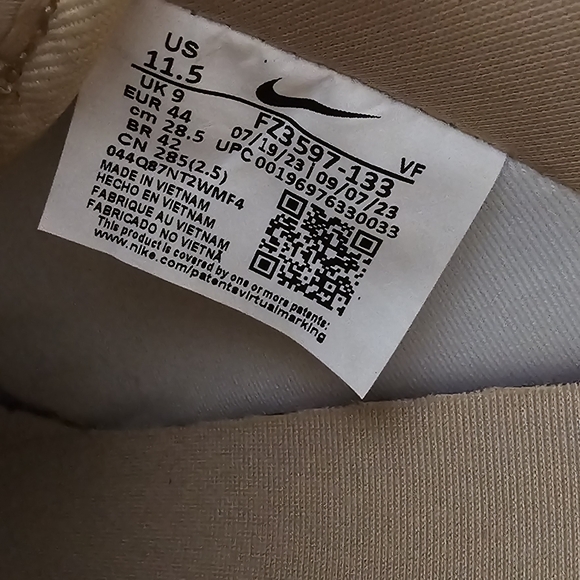 US
11.5
UK 9
EUR 44
cm 28.5
BR 42
CN 285(2.5)
FZ3597-133 VF
07/19/23 | 09/07/23
UPC 00196976330033
044Q87NT2WMF4
MADE IN VIETNAM
HECHO EN VIETNAM
FABRIQUE AU VIETNAM
FABRICADO NO VIETNÃ
This product is covered by one or more patents:
www.nike.com/patentsvirtualmarking